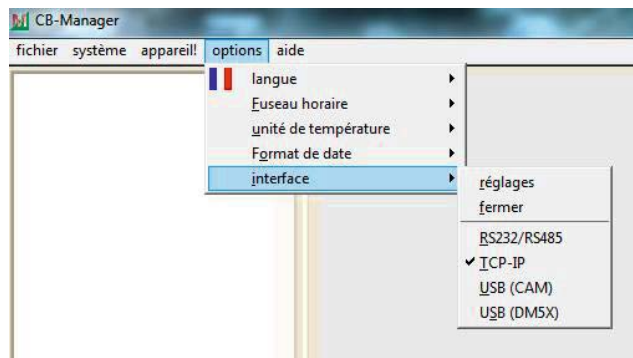 CB-Manager
fichier système appareil! options aide
langue
Fuseau horaire
unité de température
Format de date
interface
réglages
fermer
RS232/RS485
TCP-IP
USB (CAM)
USB (DM5X)